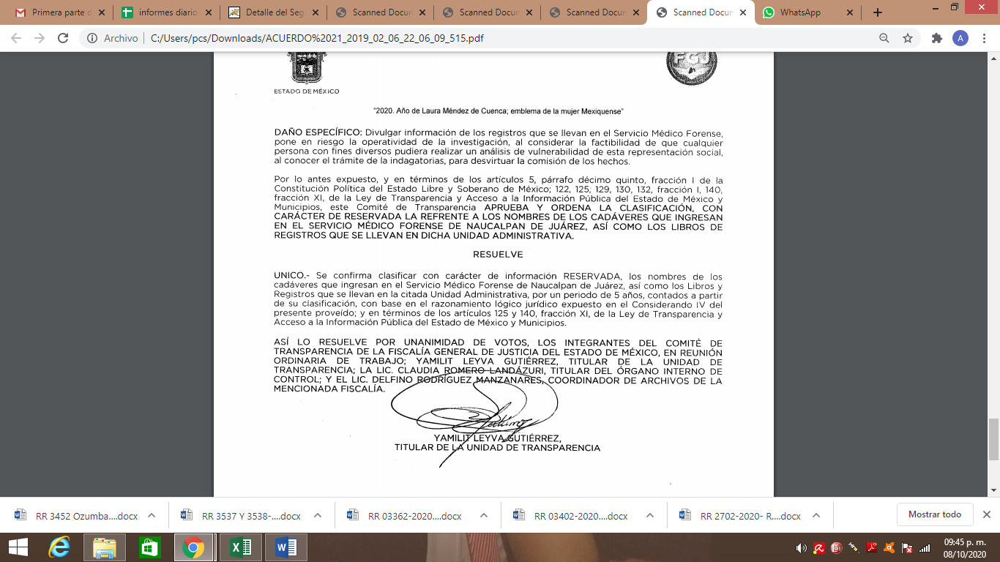 Primera parte d
informes diario
Detalle del Seg
Scanned Docum
Scanned Docum
Scanned Docum
Scanned Docum
WhatsApp
Archivo C:/Users/pcs/Downloads/ACUERDO%2021_2019_02_06_22_06_09_515.pdf
A
ESTADO DE MÉXICO
FGJ
"2020. Año de Laura Méndez de Cuenca; emblema de la mujer Mexiquense"
DAÑO ESPECÍFICO: Divulgar información de los registros que se llevan en el Servicio Médico Forense,
pone en riesgo la operatividad de la investigación, al considerar la factibilidad de que cualquier
persona con fines diversos pudiera realizar un análisis de vulnerabilidad de esta representación social,
al conocer el trámite de la indagatorias, para desvirtuar la comisión de los hechos.
Por lo antes expuesto, y en términos de los artículos 5, párrafo décimo quinto, fracción I de la
Constitución Política del Estado Libre y Soberano de México; 122, 125; 129, 130, 132, fracción I, 140,
fracción XI, de la Ley de Transparencia y Acceso a la Información Pública del Estado de México y
Municipios, este Comité de Transparencia APRUEBA Y ORDENA LA CLASIFICACIÓN, CON
CARÁCTER DE RESERVADA LA REFRENTE A LOS NOMBRES DE LOS CADÁVERES QUE INGRESAN
EN EL SERVICIO MÉDICO FORENSE DE NAUCALPAN DE JUÁREZ, ASÍ COMO LOS LIBROS DE
REGISTROS QUE SE LLEVAN EN DICHA UNIDAD ADMINISTRATIVA.
RESUELVE
UNICO.- Se confirma clasificar con carácter de información RESERVADA, los nombres de los
cadáveres que ingresan en el Servicio Médico Forense de Naucalpan de Juárez, así como los Libros y
Registros que se llevan en la citada Unidad Administrativa, por un periodo de 5 años, contados a partir
de su clasificación, con base en el razonamiento lógico jurídico expuesto en el Considerando IV del
presente proveído; y en términos de los artículos 125 y 140, fracción XI, de la Ley de Transparencia y
Acceso a la Información Pública del Estado de México y Municipios.
ASÍ LO RESUELVE POR UNANIMIDAD DE VOTOS, LOS INTEGRANTES DEL COMITÉ DE
TRANSPARENCIA DE LA FISCALÍA GENERAL DE JUSTICIA DEL ESTADO DE MÉXICO, EN REUNIÓN
ORDINARIA DE TRABAJO; YAMILIT LEYVA GUTIÉRREZ, TITULAR DE LA UNIDAD DE
TRANSPARENCIA; LA LIC. CLAUDIA ROMERO LANDÁZURI, TITULAR DEL ÓRGANO INTERNO DE
CONTROL; Y EL LIC. DELFINO RODRÍGUEZ MANZANARES, COORDINADOR DE ARCHIVOS DE LA
MENCIONADA FISCALÍA.
YAMILIT LEYVA GUTIÉRREZ,
TITULAR DE LA UNIDAD DE TRANSPARENCIA
RR 3452 Ozumba....docx
RR 3537 Y 3538-....docx
RR 03362-2020....docx
RR 03402-2020....docx
RR 2702-2020- R....docx
Mostrar todo
09:45 p. m.
08/10/2020